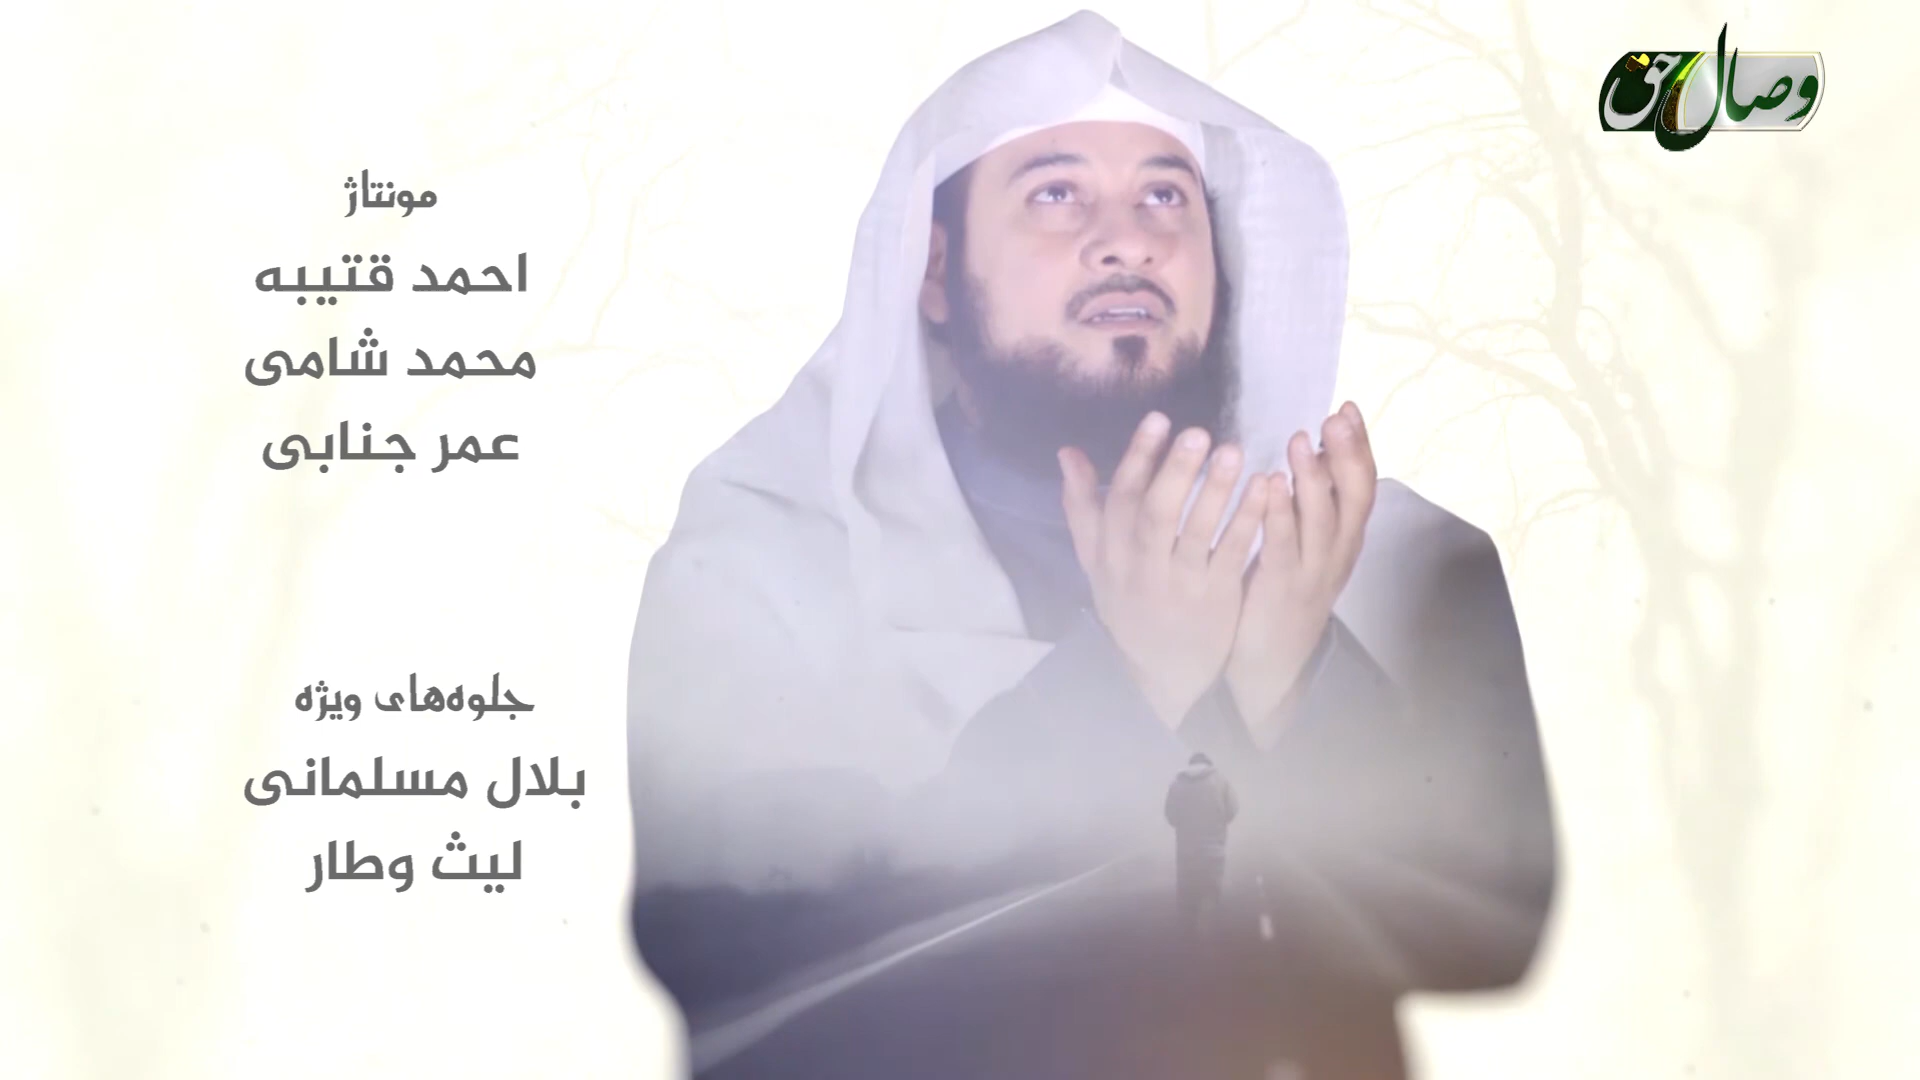 وصال حق
مونتاژ
احمد قتیبه
محمد شامی
عمر جنابی
جلوه‌های ویژه
بلال مسلمانی
لیث وطار